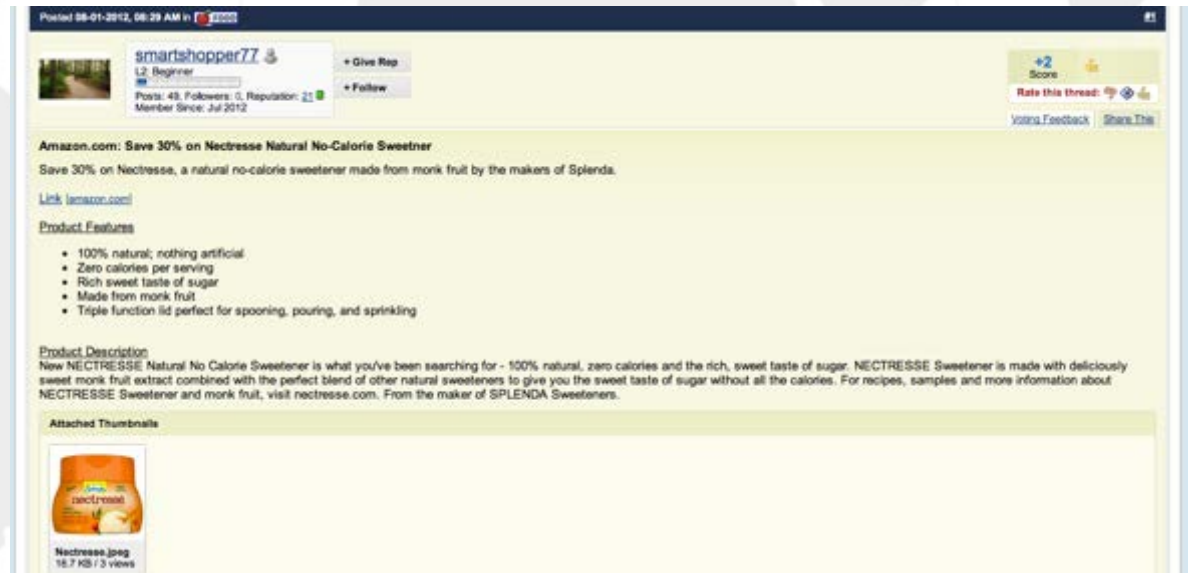 Posted 08-01-2012, 08:29 AM in FOOD
#1
smartshopper77
L2: Beginner
Posts: 49, Followers: 0, Reputation: 21
Member Since: Jul 2012
+ Give Rep
+ Follow
+2
Score
Rate this thread:
Voting Feedback
Share This
Amazon.com: Save 30% on Nectresse Natural No-Calorie Sweetner
Save 30% on Nectresse, a natural no-calorie sweetener made from monk fruit by the makers of Splenda.
Link [amazon.com]
Product Features
• 100% natural; nothing artificial
• Zero calories per serving
• Rich sweet taste of sugar
• Made from monk fruit
• Triple function lid perfect for spooning, pouring, and sprinkling
Product Description
New NECTRESSE Natural No Calorie Sweetener is what you've been searching for - 100% natural, zero calories and the rich, sweet taste of sugar. NECTRESSE Sweetener is made with deliciously
sweet monk fruit extract combined with the perfect blend of other natural sweeteners to give you the sweet taste of sugar without all the calories. For recipes, samples and more information about
NECTRESSE Sweetener and monk fruit, visit nectresse.com. From the maker of SPLENDA Sweeteners.
Attached Thumbnails
nectresse
Nectresse.jpeg
16.7 KB / 3 views